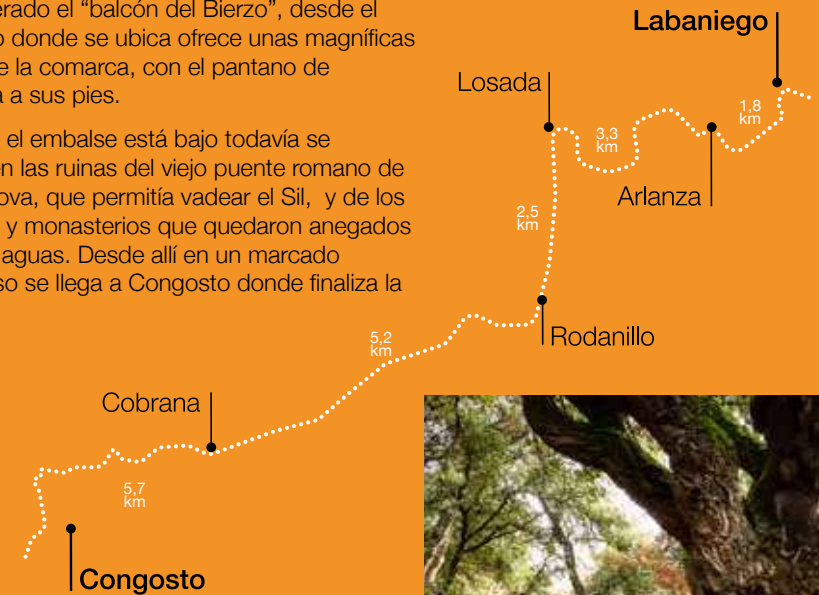 erado el “balcón del Bierzo”, desde el
o donde se ubica ofrece unas magníficas
e la comarca, con el pantano de
a a sus pies.
el embalse está bajo todavía se
en las ruinas del viejo puente romano de
ova, que permitía vadear el Sil, y de los
y monasterios que quedaron anegados
aguas. Desde allí en un marcado
so se llega a Congosto donde finaliza la
Labaniego
1,8
km
Losada
3,3
km
Arlanza
2,5
km
Rodanillo
5,2
km
Cobrana
5,7
km
Congosto